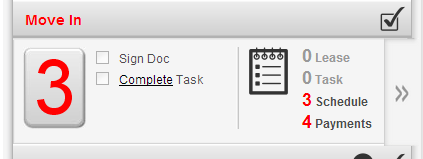 Move In
3
Sign Doc
Complete Task
0 Lease
0 Task
3 Schedule
4 Payments